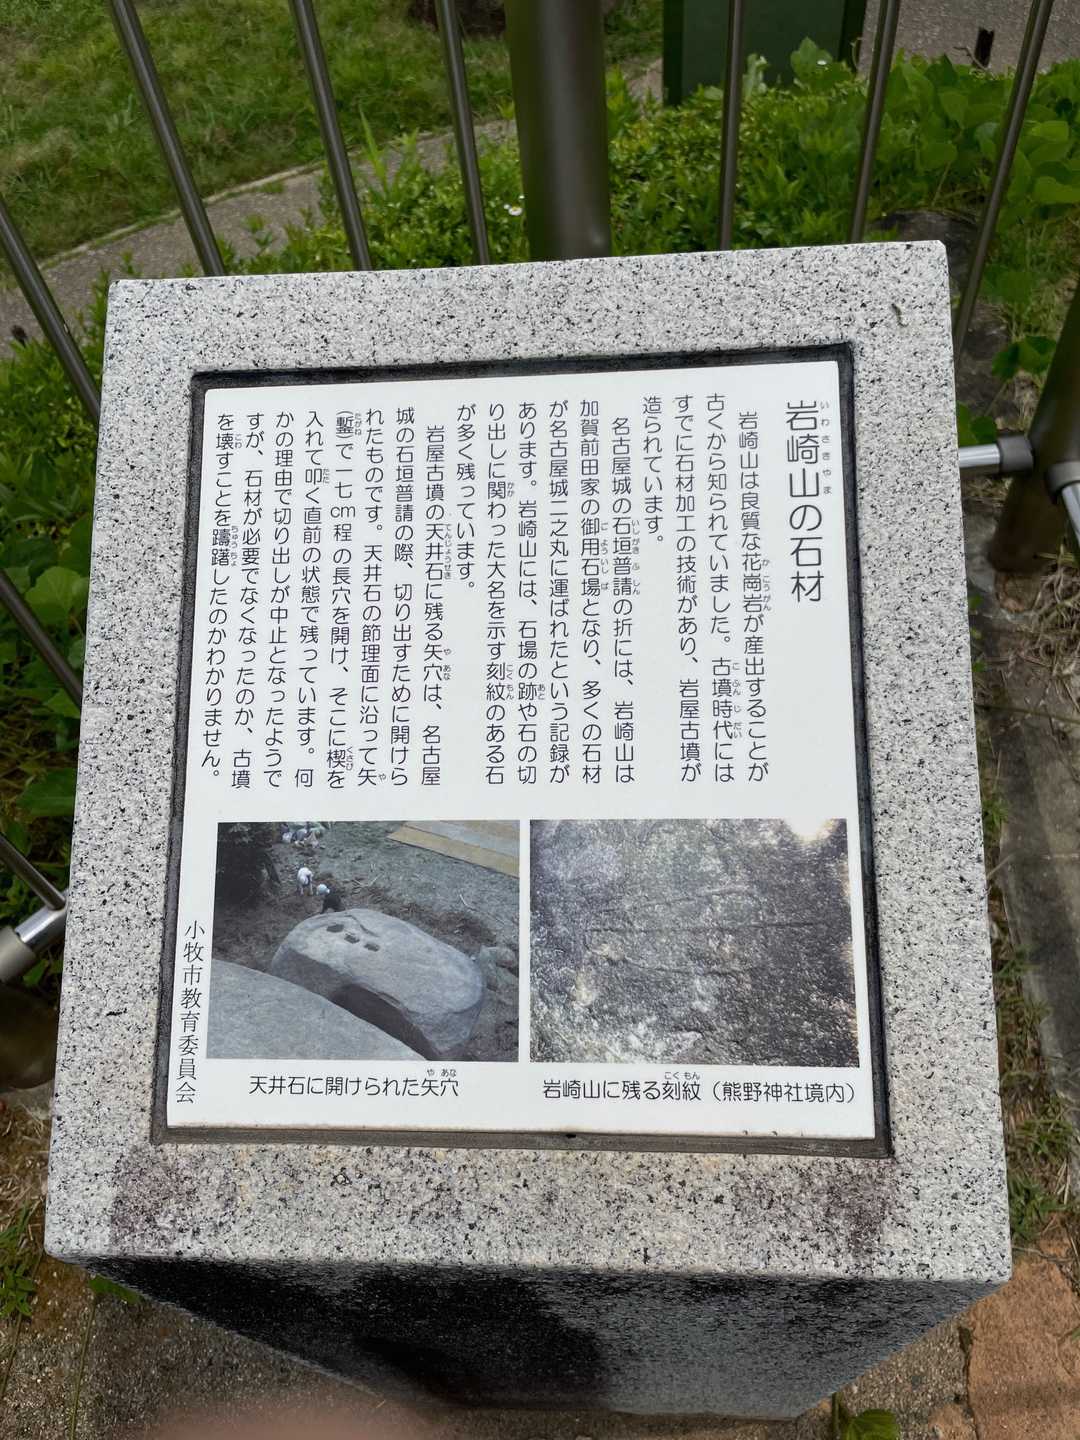 岩崎山の石材
岩崎山は良質な花崗岩が産出することが
古くから知られていました。古墳時代には
すでに石材加工の技術があり、岩屋古墳が
造られています。
名古屋城の石垣普請の折には、岩崎山は
加賀前田家の御用石場となり、多くの石材
が名古屋城二之丸に運ばれたという記録が
あります。岩崎山には、石場の跡や石の切
り出しに関わった大名を示す刻紋のある石
が多く残っています。
岩屋古墳の天井石に残る矢穴は、名古屋
城の石垣普請の際、切り出すために開けら
れたものです。天井石の節理面に沿って矢
（鏨）で一七cm程の長穴を開け、そこに楔を
入れて叩く直前の状態で残っています。何
かの理由で切り出しが中止となったようで
すが、石材が必要でなくなったのか、古墳
を壊すことを躊躇したのかわかりません。
岩崎山に残る刻紋（熊野神社境内）
天井石に開けられた矢穴
小牧市教育委員会